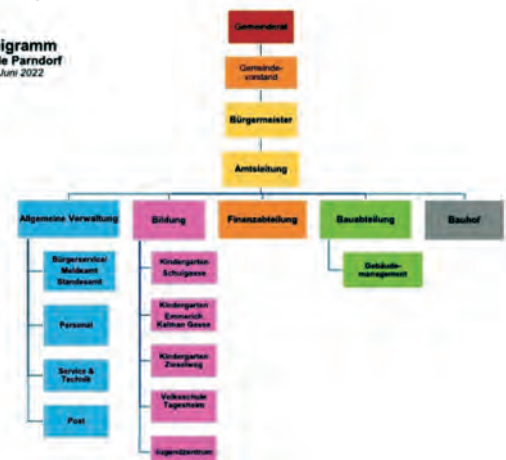 igramm
e Parndorf
Juni 2022
Gemeinderat
Gemeinde-
vorstand
Bürgermeister
Amtsleitung
Allgemeine Verwaltung
Bildung
Finanzabteilung
Bauabteilung
Bauhof
Bürgerservice/
Meldeamt
Standesamt
Personal
Service &
Technik
Post
Kindergarten
Schulgasse
Kindergarten
Emmerich
Kalman Gasse
Kindergarten
Zieselweg
Volksschule
Tagesheim
Jugendzentrum
Gebäude-
management